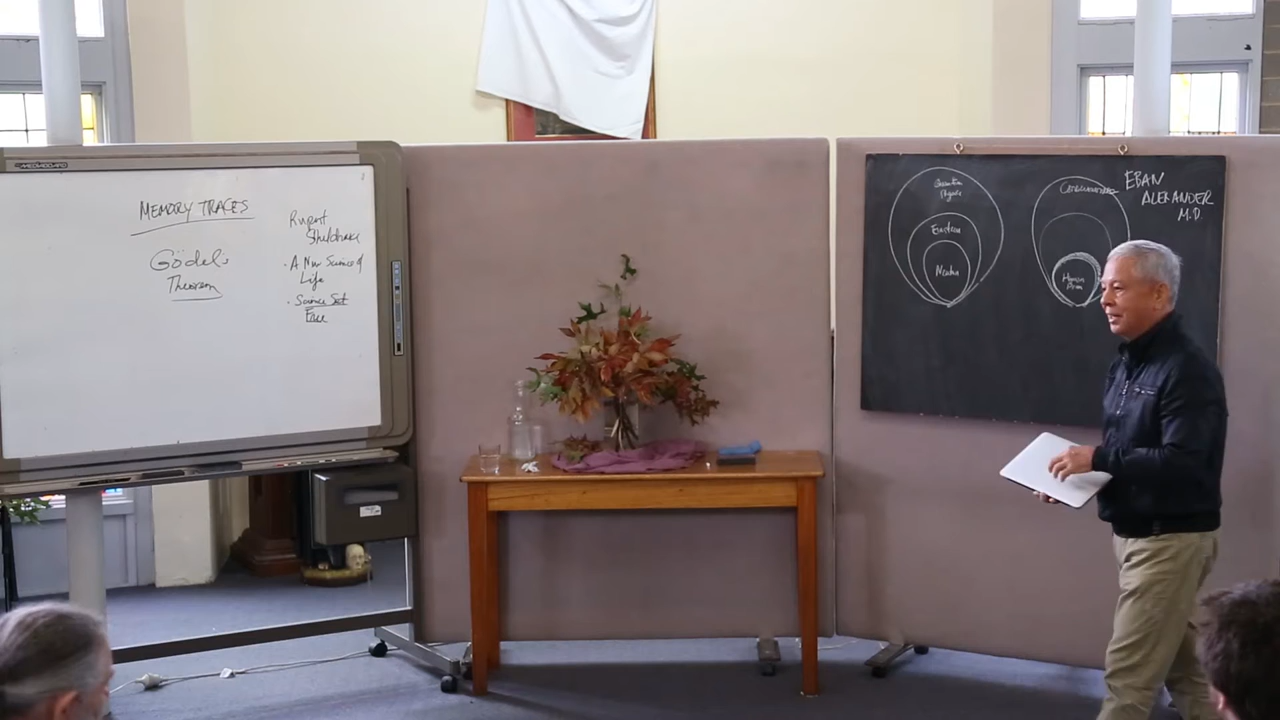 MEDIABOARD
MEMORY TRACES
Gödel's
Theorem
Rupert
Sheldrake
· A New Science of
Life
· Science Set
Free
Quantum
Physics
Einstein
Newton
Consciousness
Human
EBAN
ALEXANDER
M.D.